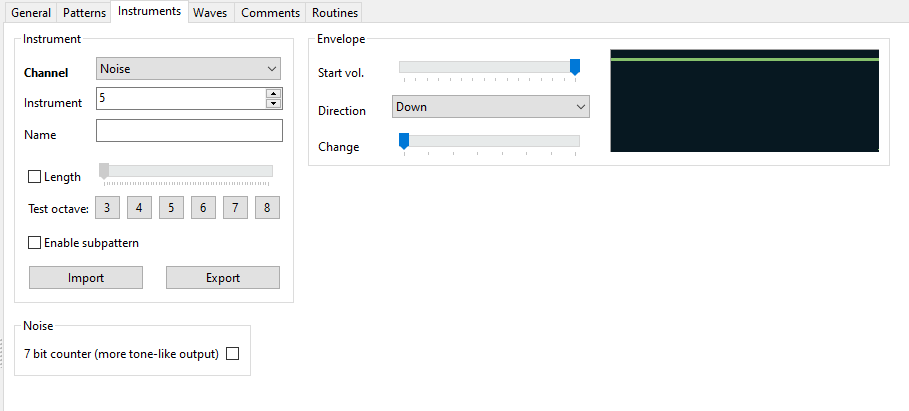 General Patterns Instruments Waves Comments Routines
Instrument
Channel Noise
Instrument 5
Name
Length
Test octave: 3 4 5 6 7 8
Enable subpattern
Import Export
Noise
7 bit counter (more tone-like output)
Envelope
Start vol.
Direction Down
Change